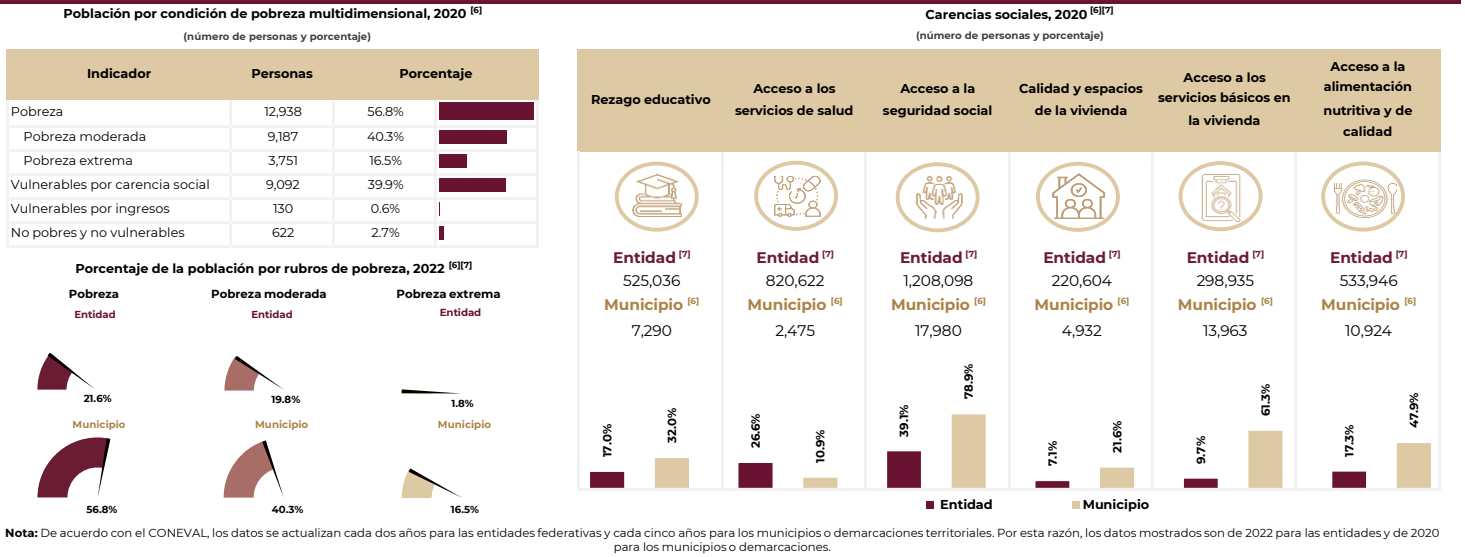 Población por condición de pobreza multidimensional, 2020 [6]
(número de personas y porcentaje)
Indicador Personas Porcentaje
Pobreza 12,938 56.8%
Pobreza moderada 9,187 40.3%
Pobreza extrema 3,751 16.5%
Vulnerables por carencia social 9,092 39.9%
Vulnerables por ingresos 130 0.6%
No pobres y no vulnerables 622 2.7%
Porcentaje de la población por rubros de pobreza, 2022 [6][7]
Pobreza Pobreza moderada Pobreza extrema
Entidad Entidad Entidad
21.6% 19.8% 1.8%
Municipio Municipio Municipio
56.8% 40.3% 16.5%
Carencias sociales, 2020 [6][7]
(número de personas y porcentaje)
Rezago educativo
Acceso a los
servicios de salud
Acceso a la
seguridad social
Calidad y espacios
de la vivienda
Acceso a los
servicios básicos en
la vivienda
Acceso a la
alimentación
nutritiva y de
calidad
Entidad [7] Entidad [7] Entidad [7] Entidad [7] Entidad [7] Entidad [7]
525,036 820,622 1,208,098 220,604 298,935 533,946
Municipio [6] Municipio [6] Municipio [6] Municipio [6] Municipio [6] Municipio [6]
7,290 2,475 17,980 4,932 13,963 10,924
17.0% 32.0% 26.6% 10.9% 39.1% 78.9% 7.1% 21.6% 9.7% 61.3% 17.3% 47.9%
Entidad Municipio
Nota: De acuerdo con el CONEVAL, los datos se actualizan cada dos años para las entidades federativas y cada cinco años para los municipios o demarcaciones territoriales. Por esta razón, los datos mostrados son de 2022 para las entidades y de 2020
para los municipios o demarcaciones.